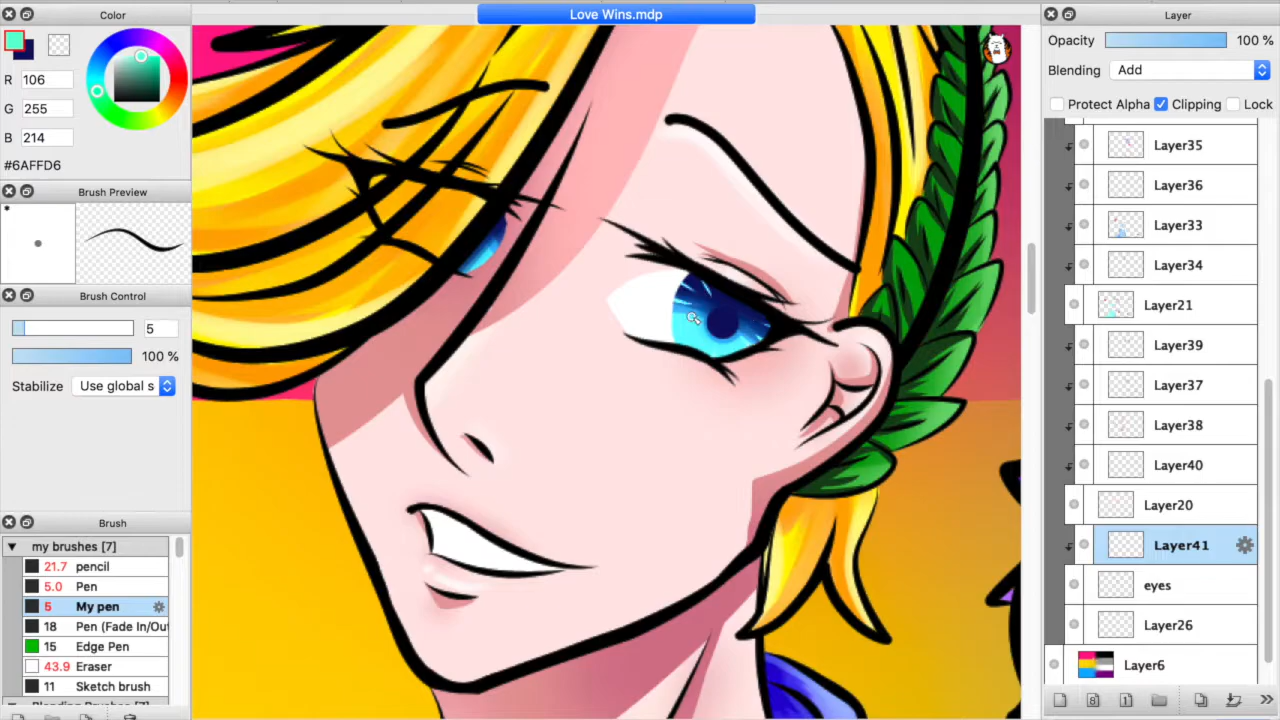 Color
Love Wins.mdp
Layer
R 106
G 255
B 214
#6AFFD6
Opacity 100 %
Blending Add
Protect Alpha Clipping Lock
Brush Preview
Brush Control
5
100 %
Stabilize Use global s
Brush
my brushes [7]
21.7 pencil
5.0 Pen
5 My pen
18 Pen (Fade In/Out
15 Edge Pen
43.9 Eraser
11 Sketch brush
Blending Brushes [7]
Layer35
Layer36
Layer33
Layer34
Layer21
Layer39
Layer37
Layer38
Layer40
Layer20
Layer41
eyes
Layer26
Layer6